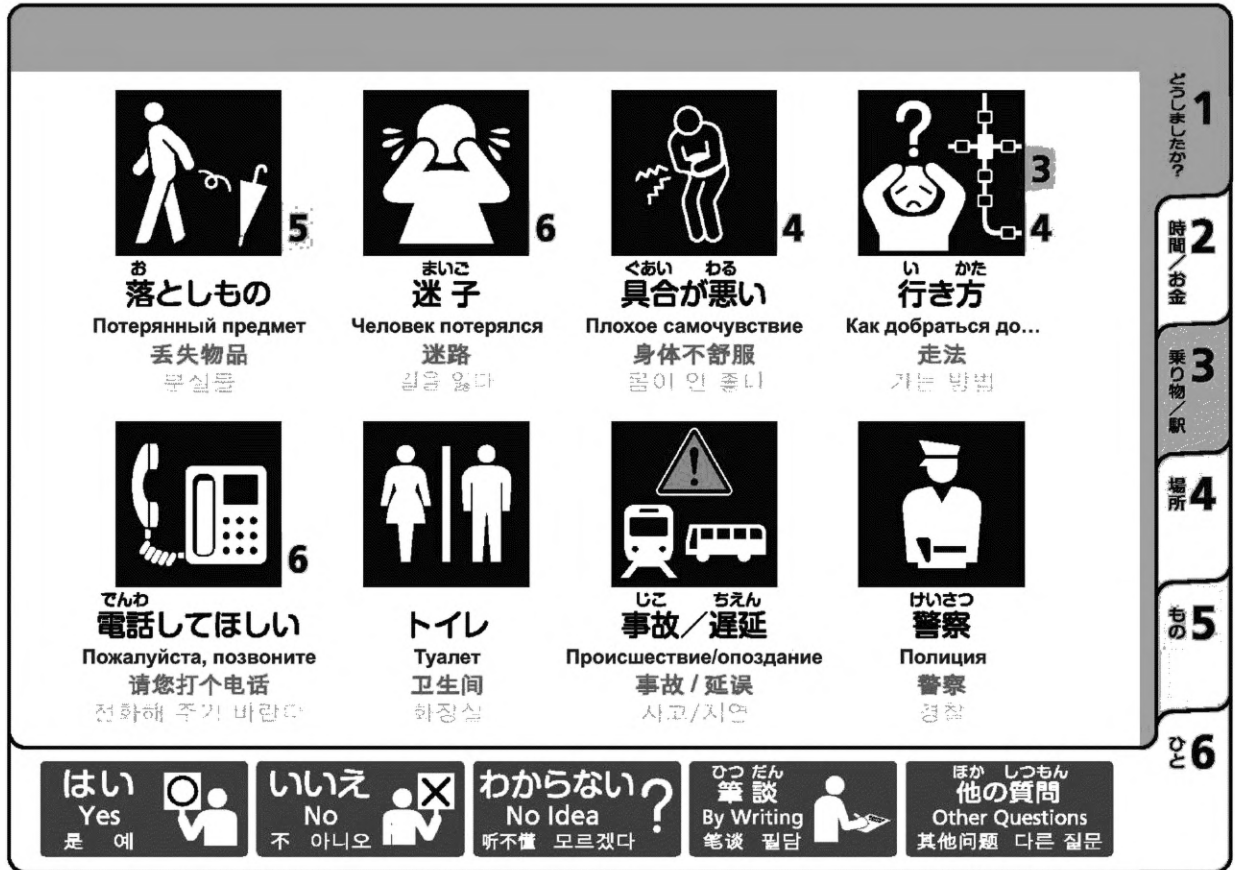 5
お
落としもの
Потерянный предмет
丢失物品
분실물
6
まいご
迷子
Человек потерялся
迷路
길을 잃다
4
ぐあい わる
具合が悪い
Плохое самочувствие
身体不舒服
몸이 안 좋다
3
4
い かた
行き方
Как добраться до…
走法
가는 방법
6
でんわ
電話してほしい
Пожалуйста, позвоните
请您打个电话
전화해 주기 바란다
トイレ
Туалет
卫生间
화장실
じこ ちえん
事故／遅延
Происшествие/опоздание
事故 / 延误
사고/지연
けいさつ
警察
Полиция
警察
경찰
1
どうしましたか?
2
時間／お金
3
乗り物／駅
4
場所
5
もの
6
ひと
はい
Yes
是 예
いいえ
No
不 아니오
わからない
No Idea
听不懂 모르겠다
?
ひつ だん
筆談
By Writing
笔谈 필담
ほか しつもん
他の質問
Other Questions
其他问题 다른 질문